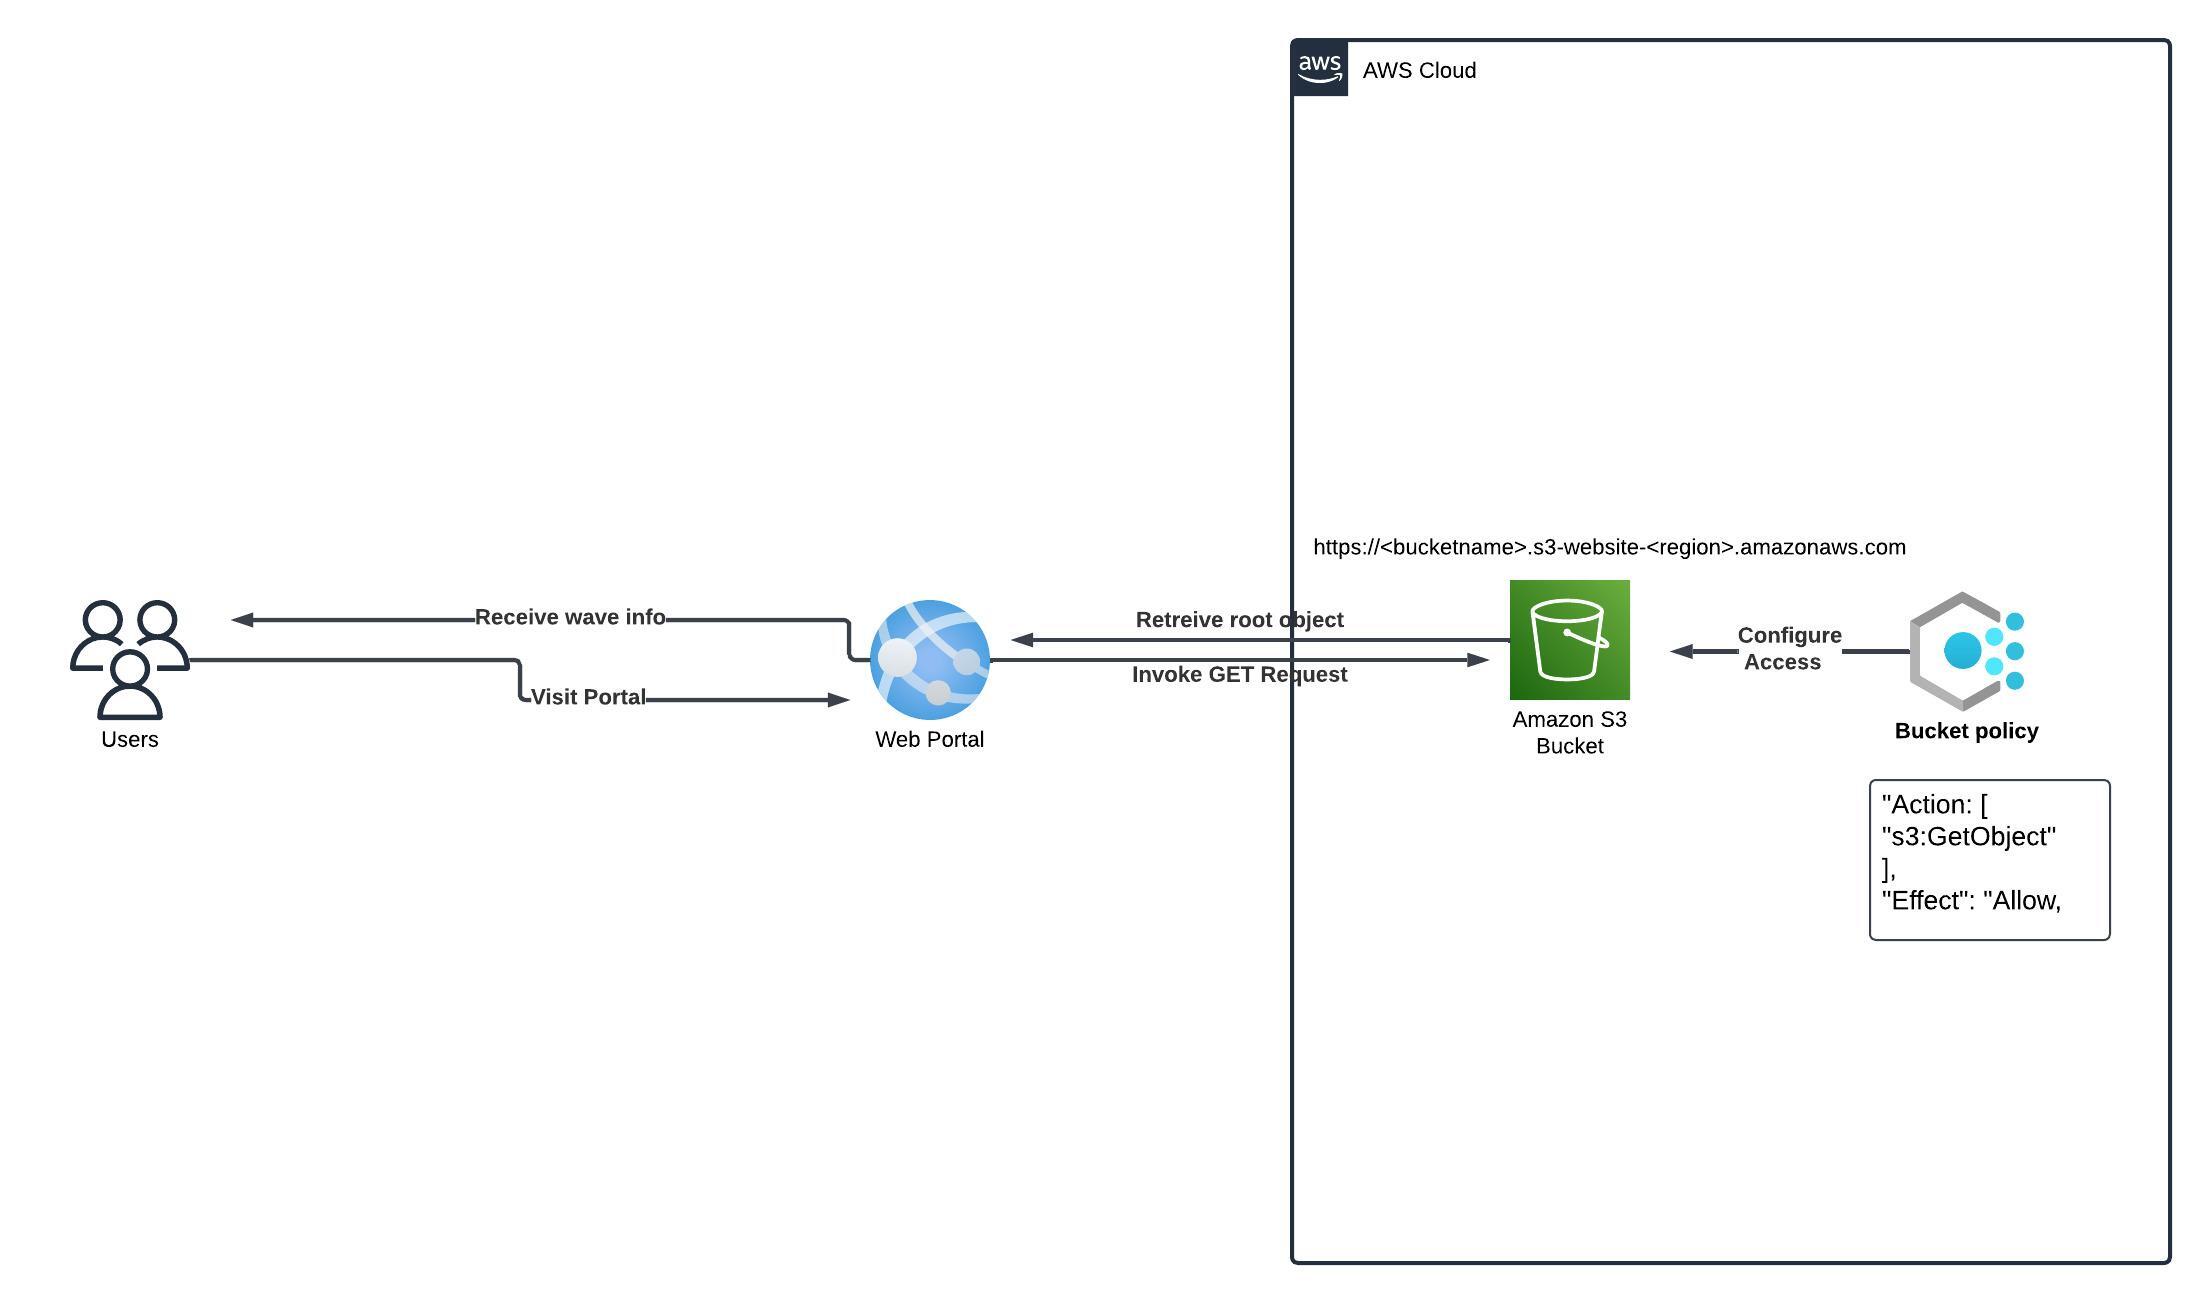 aws
AWS Cloud
https://<bucketname>.s3-website-<region>.amazonaws.com
Receive wave info
Visit Portal
Users
Web Portal
Retreive root object
Invoke GET Request
Amazon S3
Bucket
Configure
Access
Bucket policy
"Action: [
"s3:GetObject"
],
"Effect": "Allow,